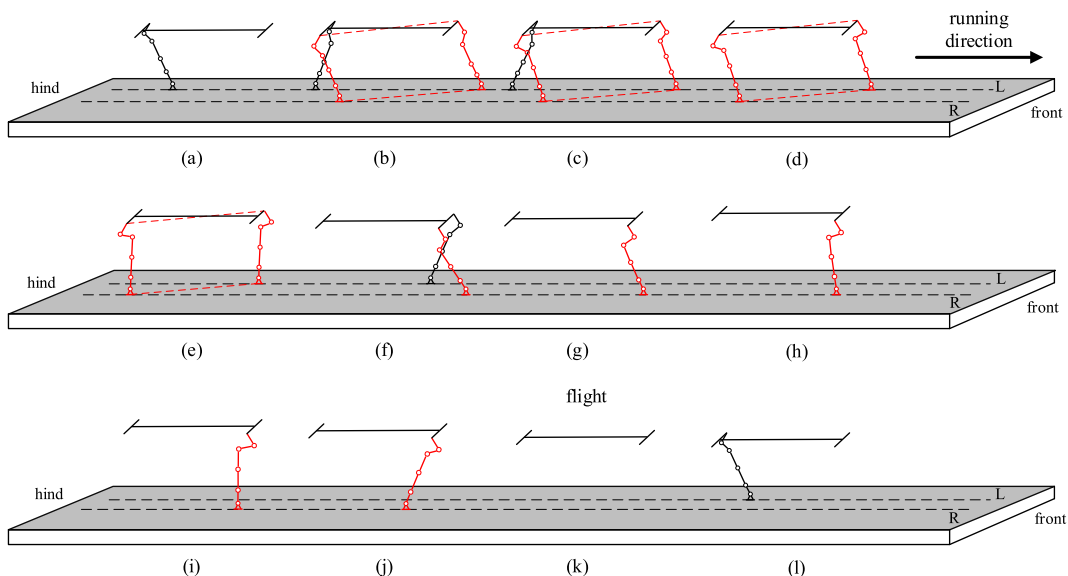 running
direction
hind
L
R
front
(a)
(b)
(c)
(d)
hind
L
R
front
(e)
(f)
(g)
(h)
flight
hind
L
R
front
(i)
(j)
(k)
(l)